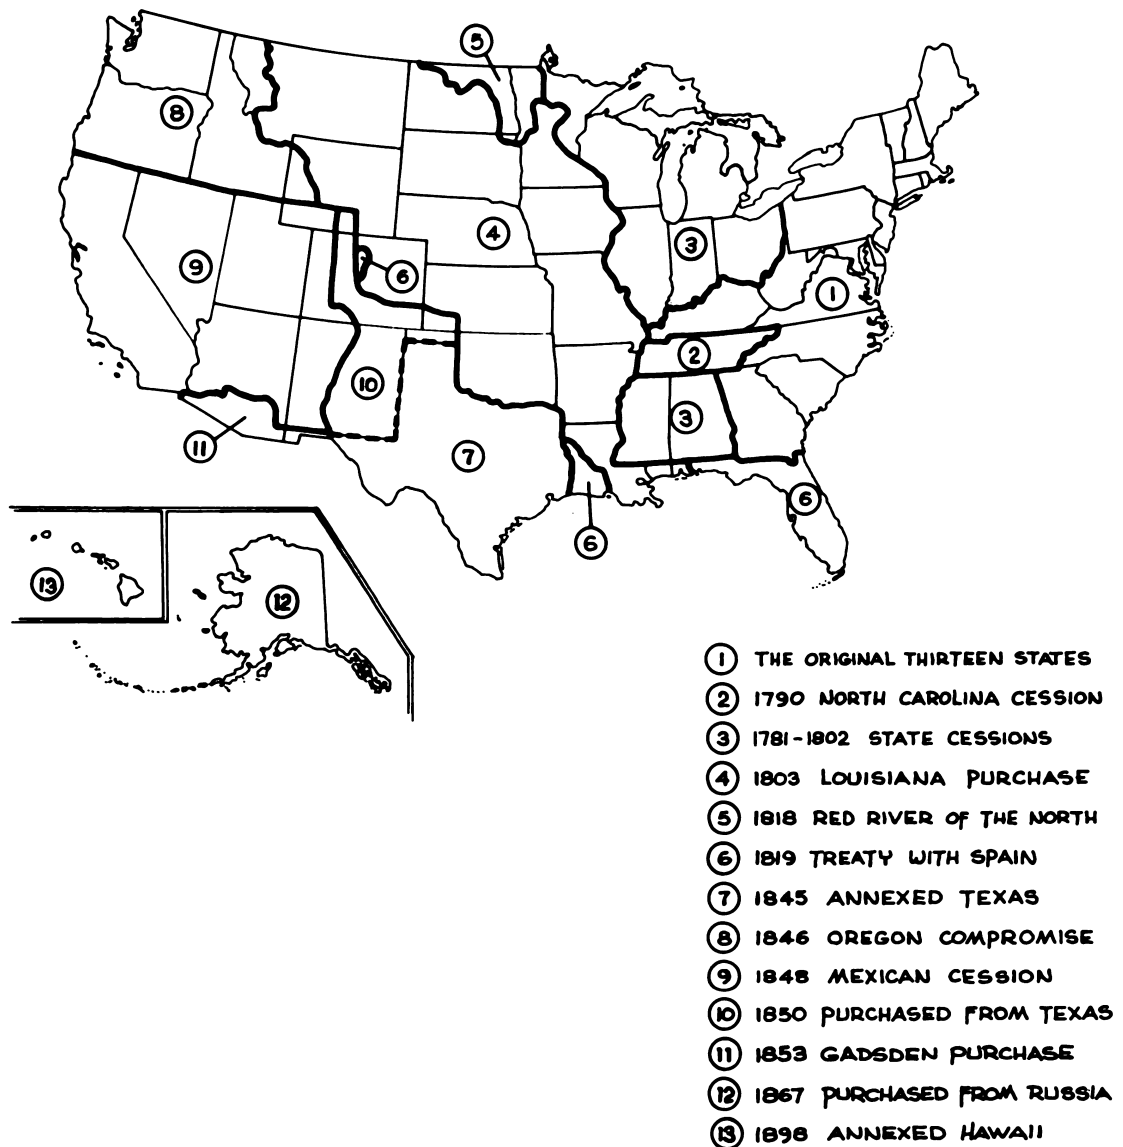 5
8
4
3
9
6
1
2
10
3
11
7
6
6
13
12
1 THE ORIGINAL THIRTEEN STATES
2 1790 NORTH CAROLINA CESSION
3 1781-1802 STATE CESSIONS
4 1803 LOUISIANA PURCHASE
5 1818 RED RIVER OF THE NORTH
6 1819 TREATY WITH SPAIN
7 1845 ANNEXED TEXAS
8 1846 OREGON COMPROMISE
9 1848 MEXICAN CESSION
10 1850 PURCHASED FROM TEXAS
11 1853 GADSDEN PURCHASE
12 1867 PURCHASED FROM RUSSIA
13 1898 ANNEXED HAWAII